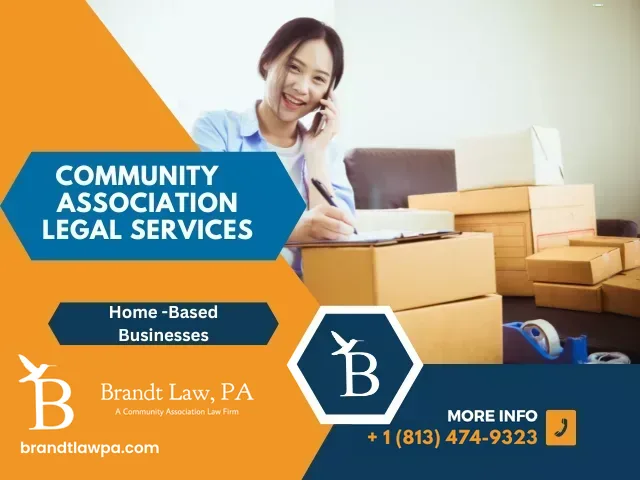 COMMUNITY
ASSOCIATION
LEGAL SERVICES
Home -Based
Businesses
B
Brandt Law, PA
A Community Association Law Firm
brandtlawpa.com
B
MORE INFO
+ 1 (813) 474-9323